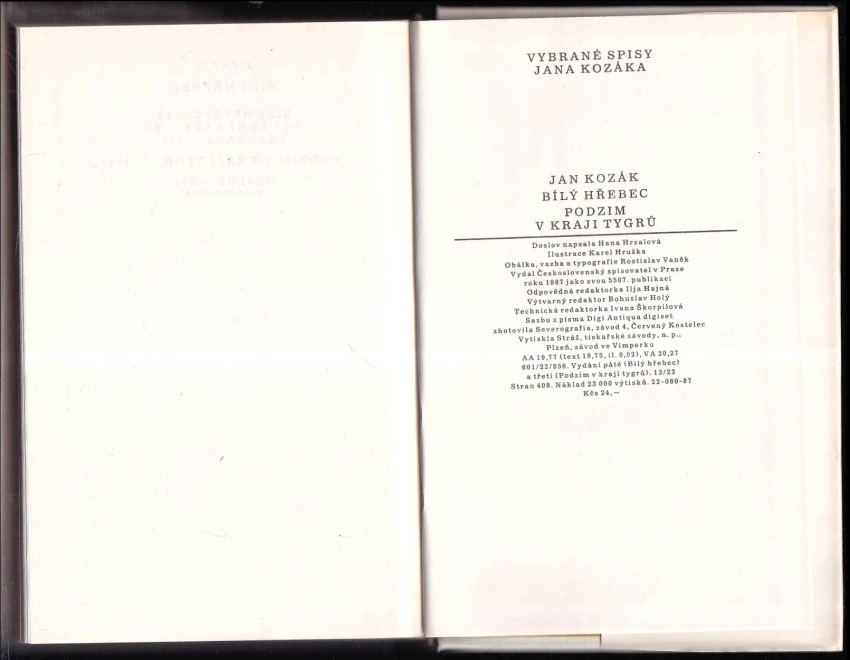 VYBRANÉ SPISY
JANA KOZÁKA
JAN KOZÁK
BÍLÝ HŘEBEC
PODZIM
V KRAJI TYGRŮ
Doslov napsala Hana Hrzalová
Ilustrace Karel Hruška
Obálka, vazba a typografie Rostislav Vaněk
Vydal Československý spisovatel v Praze
roku 1987 jako svou 5507. publikaci
Odpovědná redaktorka Ilja Hajná
Výtvarný redaktor Bohuslav Holý
Technická redaktorka Ivana Škorpilová
Sazbu z písma Digi Antiqua digiset
zhotovila Severografia, závod 4, Červený Kostelec
Vytiskla Stráž, tiskařské závody, n. p.,
Plzeň, závod ve Vimperku
AA 19,77 (text 19,75, il. 0,02), VA 20,27
601/22/856. Vydání páté (Bílý hřebec)
a třetí (Podzim v kraji tygrů). 13/23
Stran 408. Náklad 23 000 výtisků. 22-080-87
Kčs 24,—